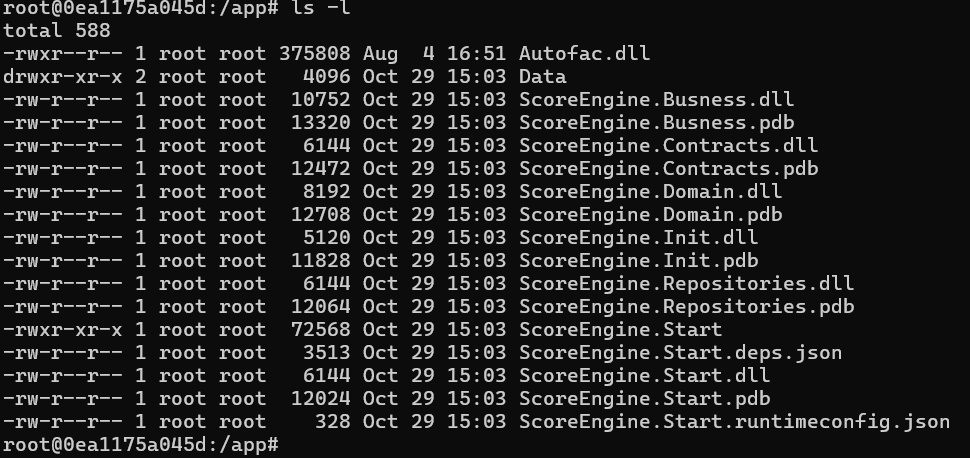 root@0ea1175a045d:/app# ls -l
total 588
-rwxr--r-- 1 root root 375808 Aug  4 16:51 Autofac.dll
drwxr-xr-x 2 root root   4096 Oct 29 15:03 Data
-rw-r--r-- 1 root root  10752 Oct 29 15:03 ScoreEngine.Busness.dll
-rw-r--r-- 1 root root  13320 Oct 29 15:03 ScoreEngine.Busness.pdb
-rw-r--r-- 1 root root   6144 Oct 29 15:03 ScoreEngine.Contracts.dll
-rw-r--r-- 1 root root  12472 Oct 29 15:03 ScoreEngine.Contracts.pdb
-rw-r--r-- 1 root root   8192 Oct 29 15:03 ScoreEngine.Domain.dll
-rw-r--r-- 1 root root  12708 Oct 29 15:03 ScoreEngine.Domain.pdb
-rw-r--r-- 1 root root   5120 Oct 29 15:03 ScoreEngine.Init.dll
-rw-r--r-- 1 root root  11828 Oct 29 15:03 ScoreEngine.Init.pdb
-rw-r--r-- 1 root root   6144 Oct 29 15:03 ScoreEngine.Repositories.dll
-rw-r--r-- 1 root root  12064 Oct 29 15:03 ScoreEngine.Repositories.pdb
-rwxr-xr-x 1 root root  72568 Oct 29 15:03 ScoreEngine.Start
-rw-r--r-- 1 root root   3513 Oct 29 15:03 ScoreEngine.Start.deps.json
-rw-r--r-- 1 root root   6144 Oct 29 15:03 ScoreEngine.Start.dll
-rw-r--r-- 1 root root  12024 Oct 29 15:03 ScoreEngine.Start.pdb
-rw-r--r-- 1 root root    328 Oct 29 15:03 ScoreEngine.Start.runtimeconfig.json
root@0ea1175a045d:/app#